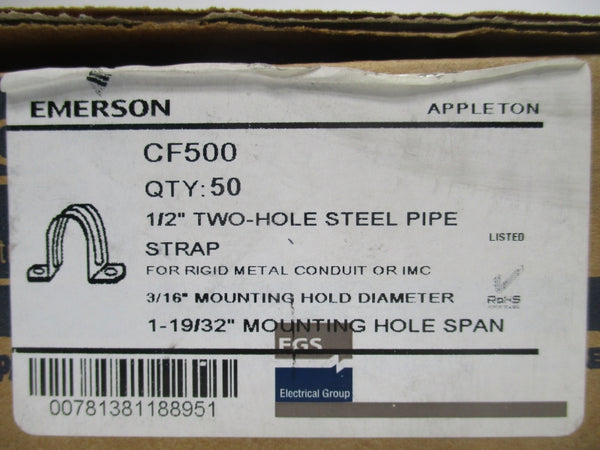 EMERSON
APPLETON
CF500
QTY: 50
1/2" TWO-HOLE STEEL PIPE
STRAP
LISTED
FOR RIGID METAL CONDUIT OR IMC
RoHS
3/16" MOUNTING HOLD DIAMETER
1-19/32" MOUNTING HOLE SPAN
EGS
Electrical Group
00781381188951